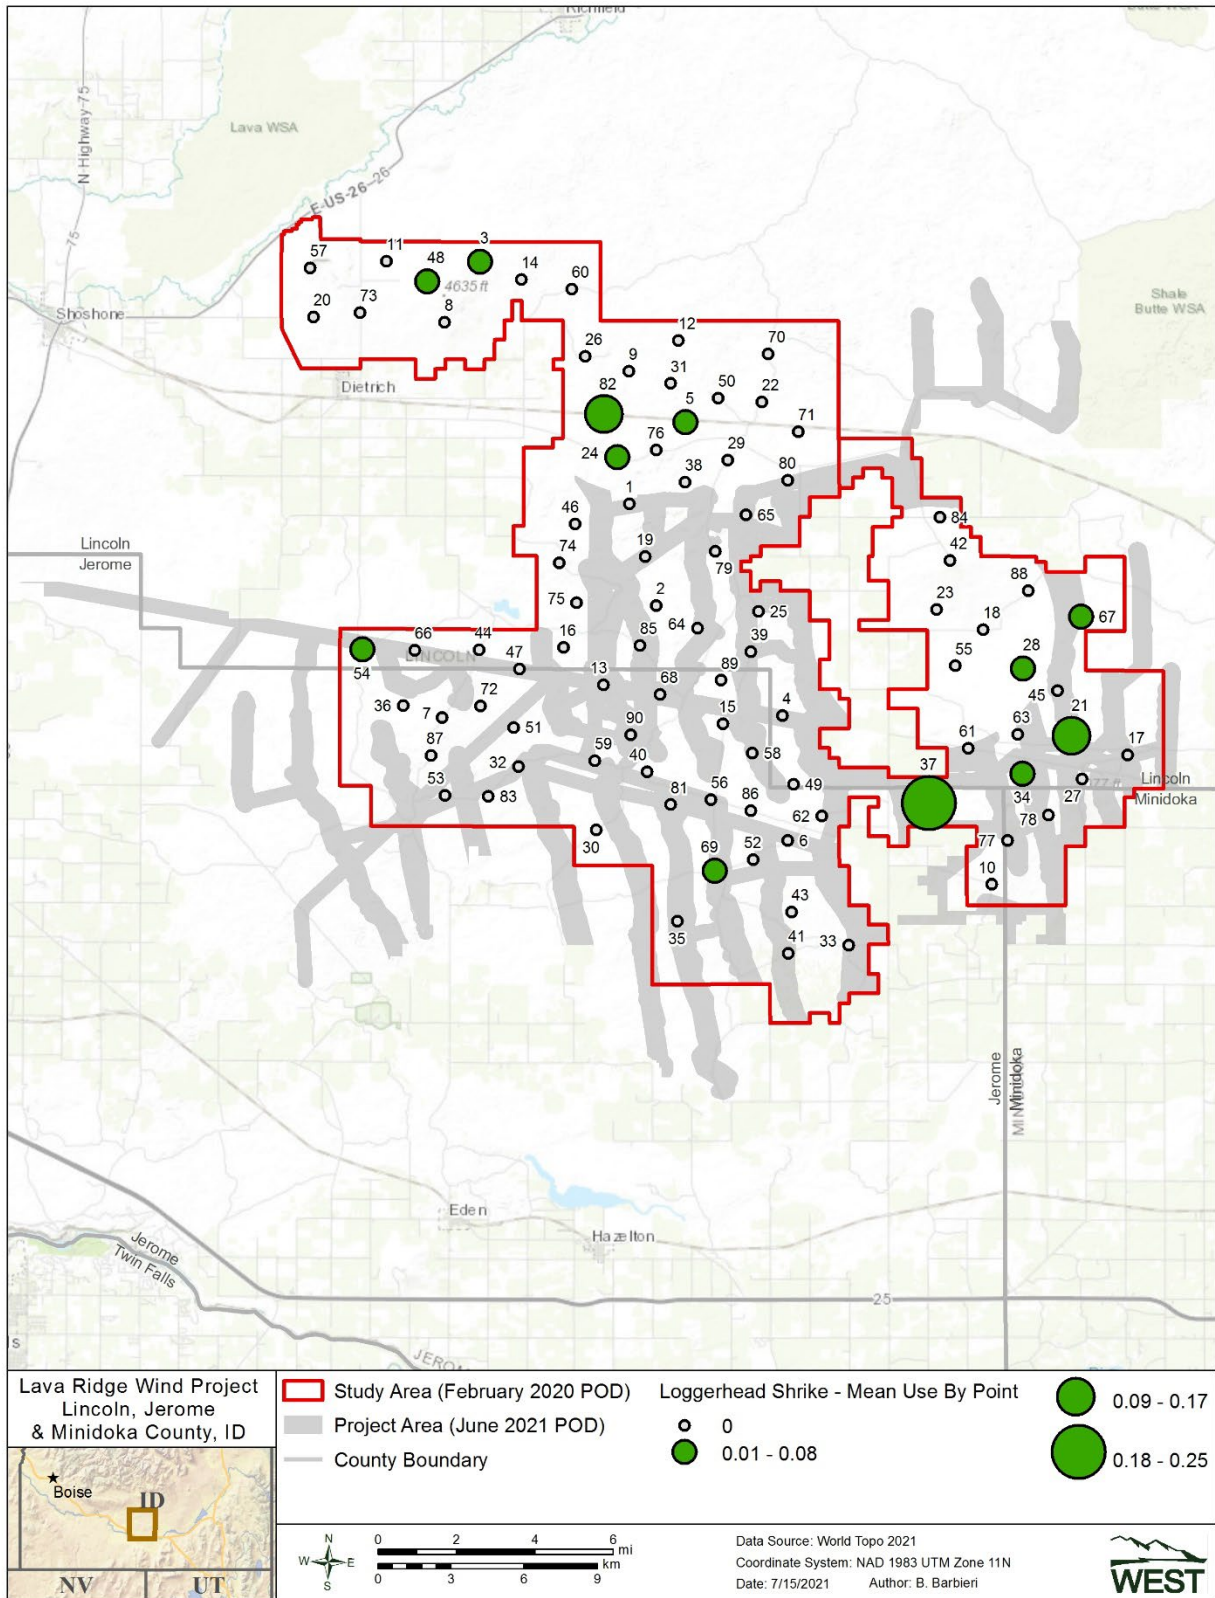 Richfield
Butte WSA
N Highway 75
Lava WSA
E-US-26
26
75
3
57
11
48
14
4635 ft
60
20
73
8
Shoshone
Shale
Butte WSA
12
26
70
9
31
Dietrich
82
50
22
5
71
76
29
24
38
80
1
46
65
84
Lincoln
Jerome
19
42
74
79
88
75
2
23
25
67
18
64
85
66
44
16
39
28
LINCOLN
55
54
47
13
89
68
45
36
72
4
7
15
21
51
90
63
61
17
87
59
58
37
32
40
Lincoln
Minidoka
53
49
77 ft
83
81
56
86
34
27
62
78
30
6
77
69
52
10
43
35
41
33
Jerome
Minidoka
Eden
Hazelton
Jerome
Twin Falls
25
ls
Lava Ridge Wind Project
Lincoln, Jerome
& Minidoka County, ID
Study Area (February 2020 POD)
Project Area (June 2021 POD)
County Boundary
Loggerhead Shrike - Mean Use By Point
0
0.01 - 0.08
0.09 - 0.17
0.18 - 0.25
Boise
ID
NV
UT
N
W E
S
0 2 4 6
mi
km
0 3 6 9
Data Source: World Topo 2021
Coordinate System: NAD 1983 UTM Zone 11N
Date: 7/15/2021 Author: B. Barbieri
WEST